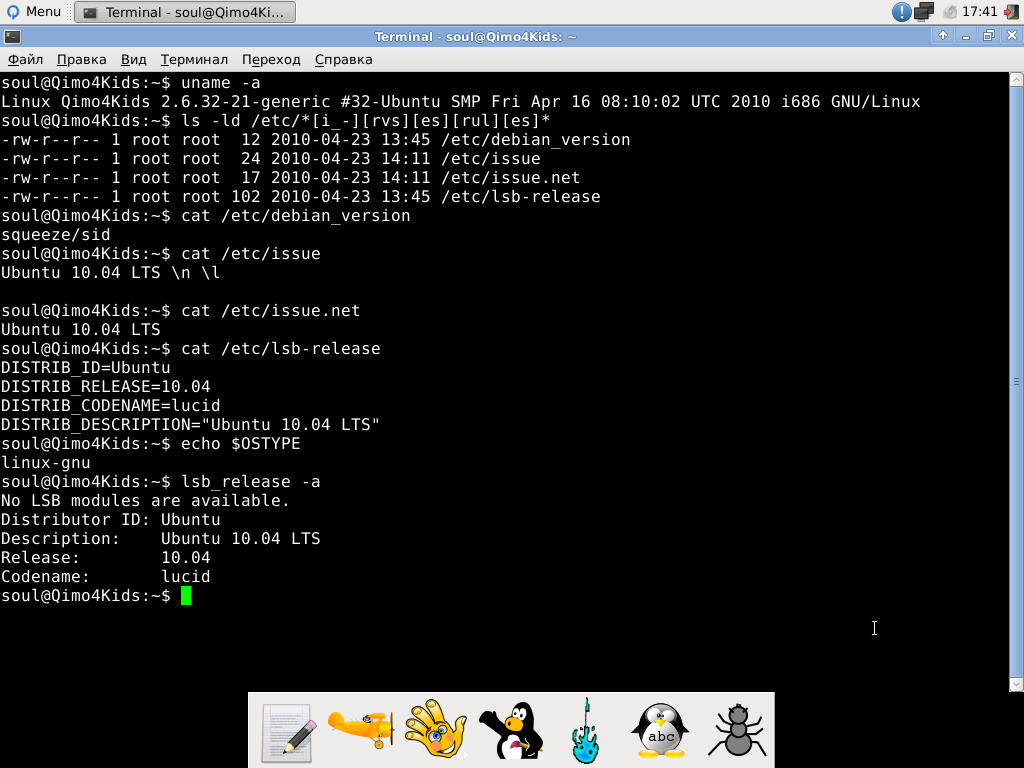 Menu
Terminal - soul@Qimo4Ki...
17:41
Terminal - soul@Qimo4Kids: ~
Файл Правка Вид Терминал Переход Справка
soul@Qimo4Kids:~$ uname -a
Linux Qimo4Kids 2.6.32-21-generic #32-Ubuntu SMP Fri Apr 16 08:10:02 UTC 2010 i686 GNU/Linux
soul@Qimo4Kids:~$ ls -ld /etc/*[i_-][rvs][es][rul][es]*
-rw-r--r-- 1 root root  12 2010-04-23 13:45 /etc/debian_version
-rw-r--r-- 1 root root  24 2010-04-23 14:11 /etc/issue
-rw-r--r-- 1 root root  17 2010-04-23 14:11 /etc/issue.net
-rw-r--r-- 1 root root 102 2010-04-23 13:45 /etc/lsb-release
soul@Qimo4Kids:~$ cat /etc/debian_version
squeeze/sid
soul@Qimo4Kids:~$ cat /etc/issue
Ubuntu 10.04 LTS \n \l
soul@Qimo4Kids:~$ cat /etc/issue.net
Ubuntu 10.04 LTS
soul@Qimo4Kids:~$ cat /etc/lsb-release
DISTRIB_ID=Ubuntu
DISTRIB_RELEASE=10.04
DISTRIB_CODENAME=lucid
DISTRIB_DESCRIPTION="Ubuntu 10.04 LTS"
soul@Qimo4Kids:~$ echo $OSTYPE
linux-gnu
soul@Qimo4Kids:~$ lsb_release -a
No LSB modules are available.
Distributor ID: Ubuntu
Description:    Ubuntu 10.04 LTS
Release:        10.04
Codename:       lucid
soul@Qimo4Kids:~$
abc